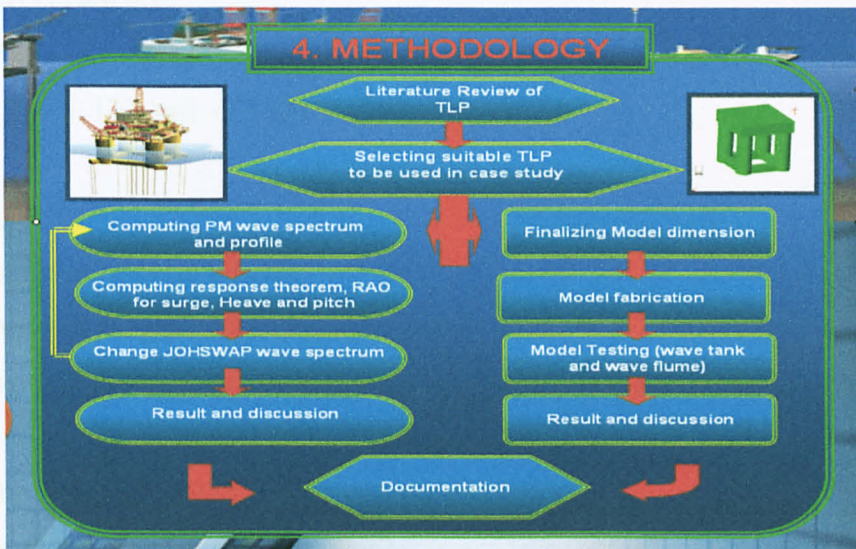 4. METHODOLOGY
Literature Review of
TLP
Selecting suitable TLP
to be used in case study
Computing PM wave spectrum
and profile
Computing response theorem, RAO
for surge, Heave and pitch
Change JOHSWAP wave spectrum
Result and discussion
Finalizing Model dimension
Model fabrication
Model Testing (wave tank
and wave flume)
Result and discussion
Documentation